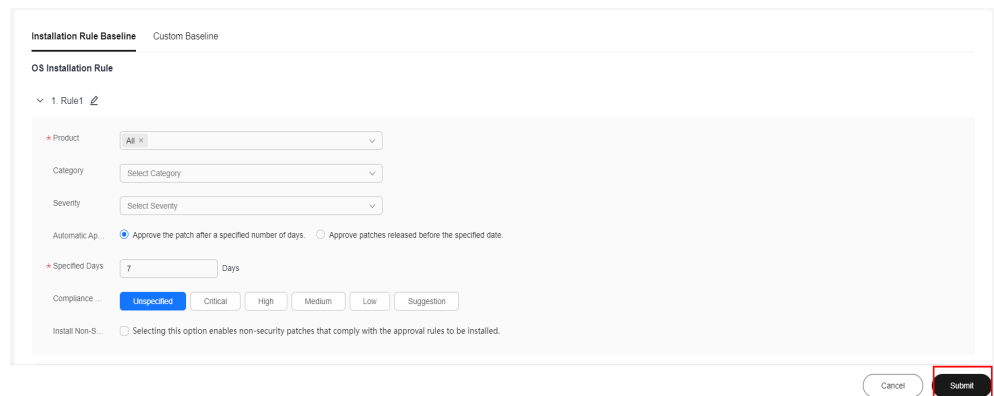 Installation Rule Baseline Custom Baseline
OS Installation Rule
1. Rule1
* Product All ×
Category Select Category
Severity Select Severity
Automatic Ap... Approve the patch after a specified number of days. Approve patches released before the specified date.
* Specified Days 7 Days
Compliance ... Unspecified Critical High Medium Low Suggestion
Install Non-S... Selecting this option enables non-security patches that comply with the approval rules to be installed.
Cancel Submit